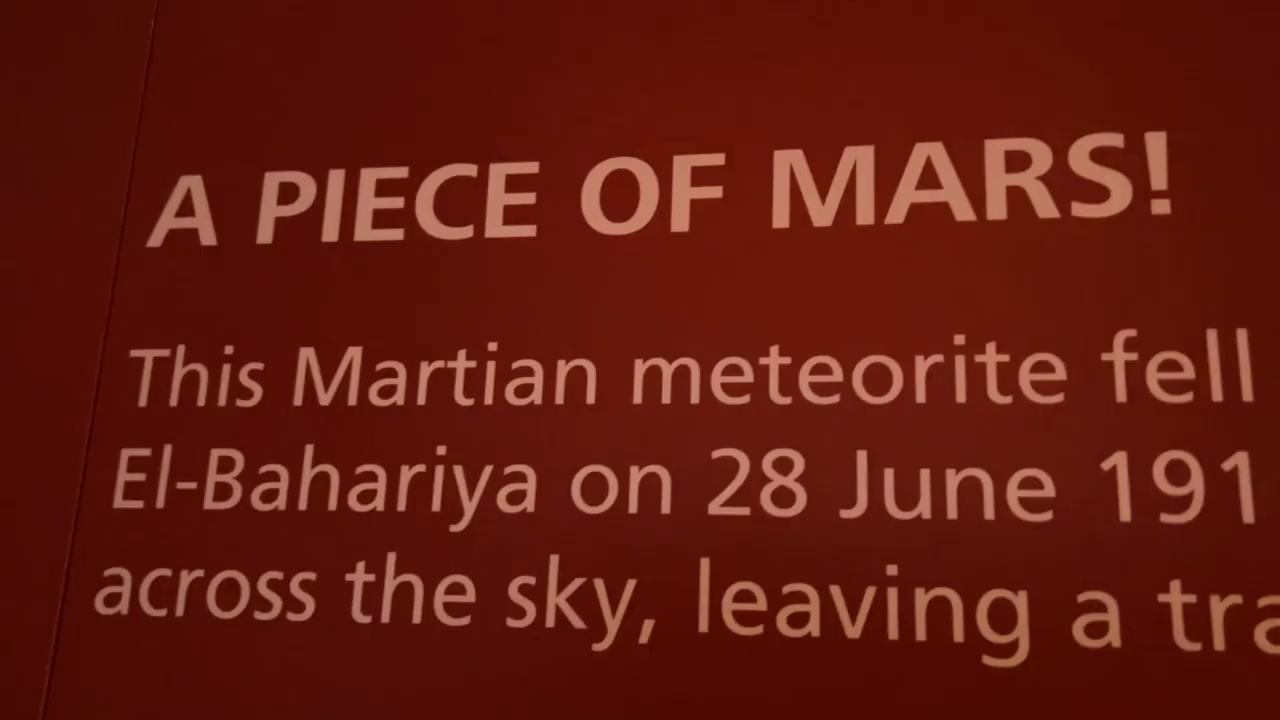 A PIECE OF MARS!
This Martian meteorite fell
El-Bahariya on 28 June 191
across the sky, leaving a tra